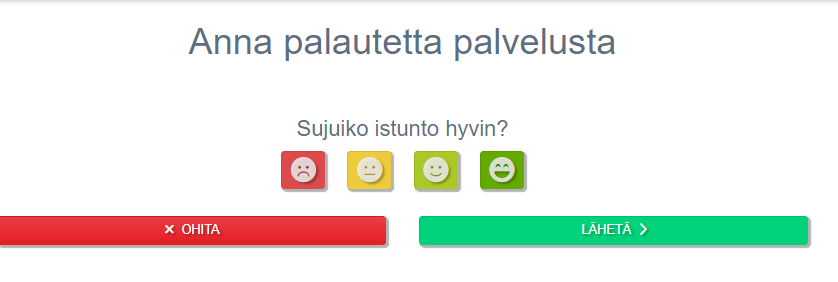 Anna palautetta palvelusta
Sujuiko istunto hyvin?
OHITA
LÄHETÄ